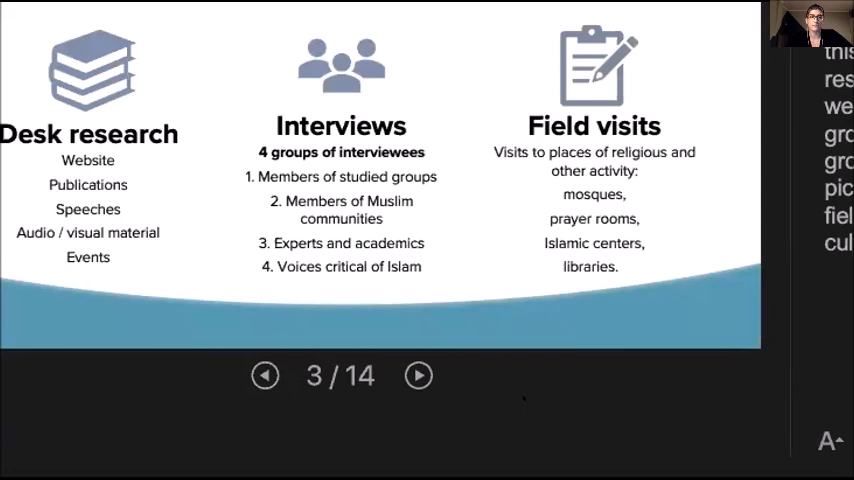 Desk research
Website
Publications
Speeches
Audio / visual material
Events
Interviews
4 groups of interviewees
1. Members of studied groups
2. Members of Muslim
communities
3. Experts and academics
4. Voices critical of Islam
Field visits
Visits to places of religious and
other activity:
mosques,
prayer rooms,
Islamic centers,
libraries.
3 / 14
this
res
we
gro
gro
pic
fiel
cul
A